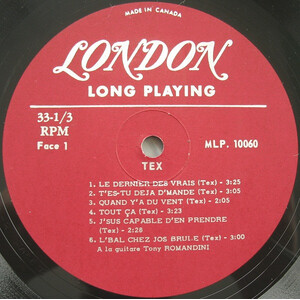 MADE IN CANADA
LONDON
LONG PLAYING
33-1/3
RPM
Face 1
MLP. 10060
TEX
1. LE DERNIER DES VRAIS (Tex) - 3:25
2. T'ES-TU DEJA D'MANDE (Tex) - 3:05
3. QUAND Y'A DU VENT (Tex) - 2:05
4. TOUT ÇA (Tex) - 3:23
5. J'SUS CAPABLE D'EN PRENDRE
(Tex) - 2:26
6. L'BAL CHEZ JOS BRULE (Tex) - 3:00
A la guitare Tony ROMANDINI